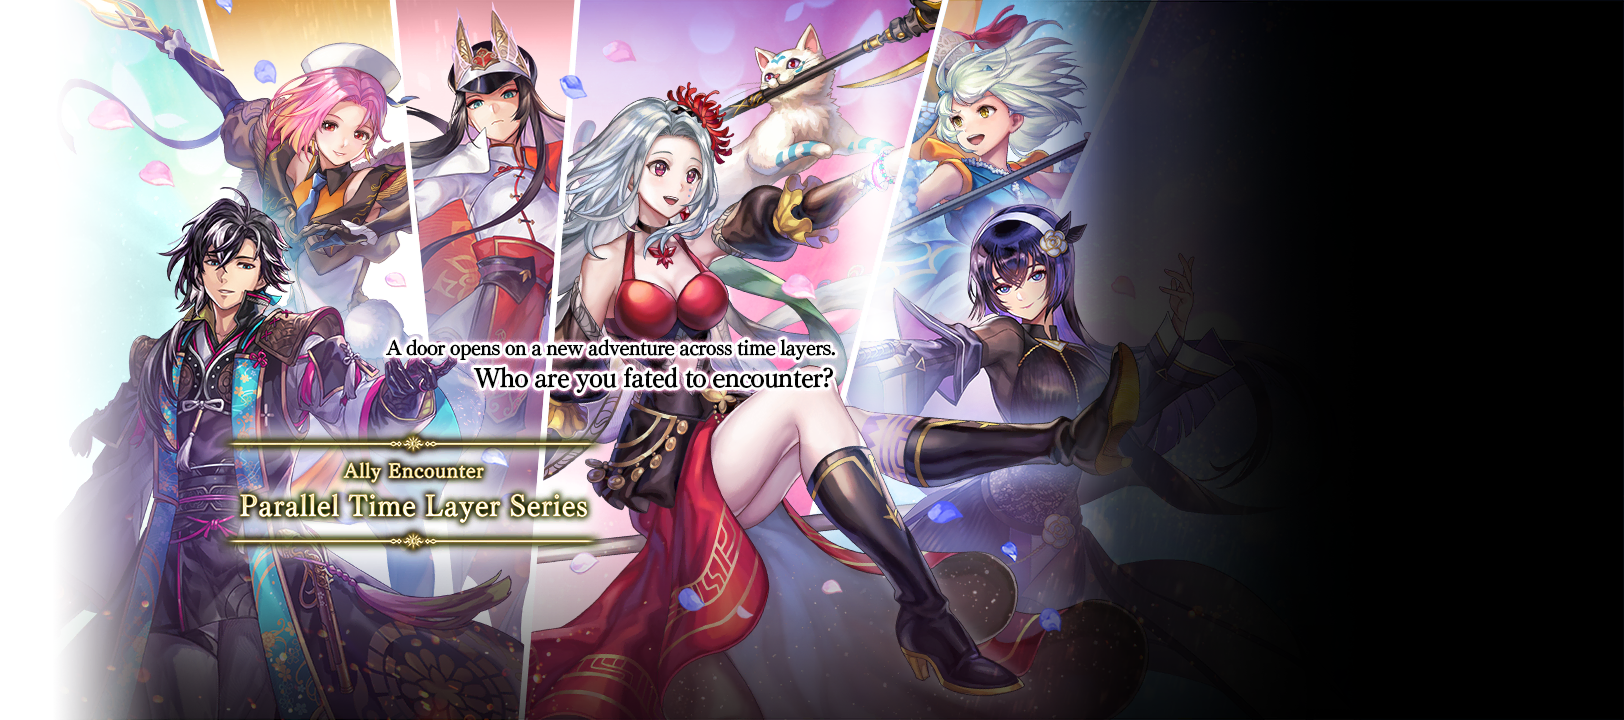 A door opens on a new adventure across time layers.
Who are you fated to encounter?
Ally Encounter
Parallel Time Layer Series